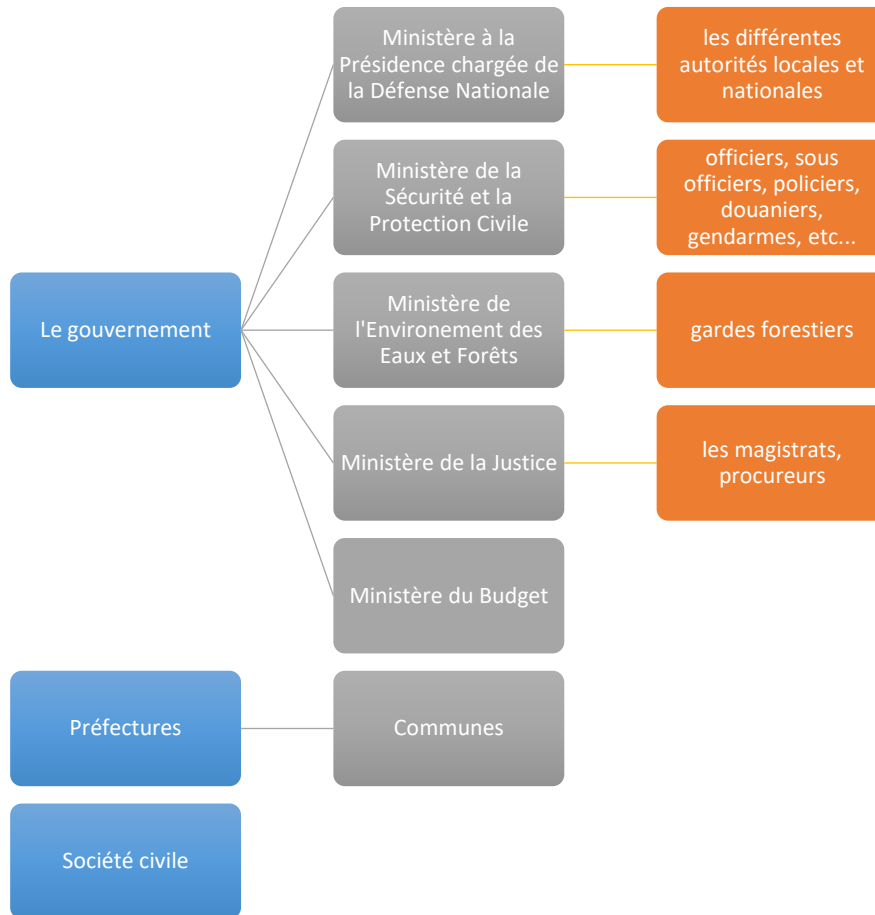 Ministère à la
Présidence chargée de
la Défense Nationale
les différentes
autorités locales et
nationales
Ministère de la
Sécurité et la
Protection Civile
officiers, sous
officiers, policiers,
douaniers,
gendarmes, etc...
Le gouvernement
Ministère de
l'Environement des
Eaux et Forêts
gardes forestiers
Ministère de la Justice
les magistrats,
procureurs
Ministère du Budget
Préfectures
Communes
Société civile